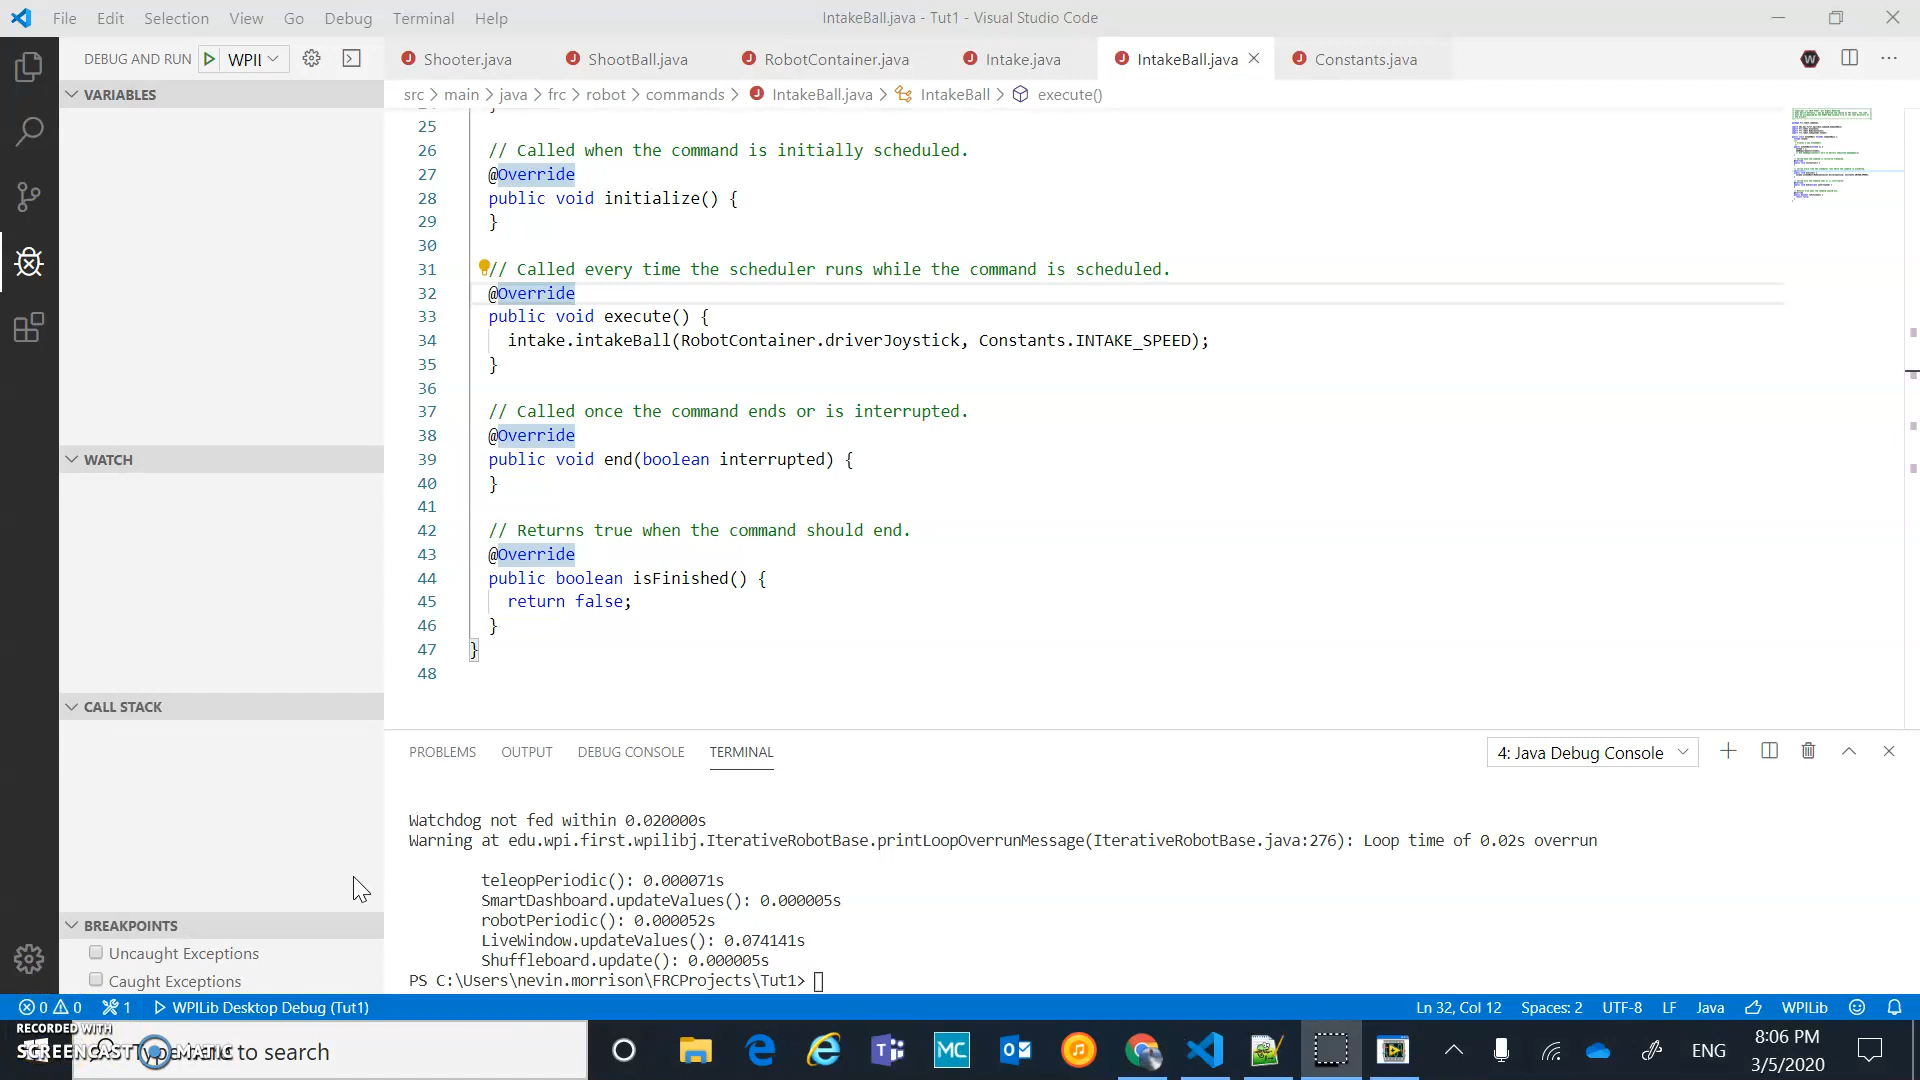 File Edit Selection View Go Debug Terminal Help
IntakeBall.java - Tut1 - Visual Studio Code
DEBUG AND RUN WPII
Shooter.java ShootBall.java RobotContainer.java Intake.java IntakeBall.java Constants.java
VARIABLES
src > main > java > frc > robot > commands > IntakeBall.java > IntakeBall > execute()
25
26 // Called when the command is initially scheduled.
27 @Override
28 public void initialize() {
29 }
30
31 // Called every time the scheduler runs while the command is scheduled.
32 @Override
33 public void execute() {
34 intake.intakeBall(RobotContainer.driverJoystick, Constants.INTAKE_SPEED);
35 }
36
37 // Called once the command ends or is interrupted.
38 @Override
39 public void end(boolean interrupted) {
40 }
41
42 // Returns true when the command should end.
43 @Override
44 public boolean isFinished() {
45 return false;
46 }
47 }
48
WATCH
CALL STACK
BREAKPOINTS
Uncaught Exceptions
Caught Exceptions
PROBLEMS OUTPUT DEBUG CONSOLE TERMINAL
4: Java Debug Console
Watchdog not fed within 0.020000s
Warning at edu.wpi.first.wpilibj.IterativeRobotBase.printLoopOverrunMessage(IterativeRobotBase.java:276): Loop time of 0.02s overrun
teleopPeriodic(): 0.000071s
SmartDashboard.updateValues(): 0.000005s
robotPeriodic(): 0.000052s
LiveWindow.updateValues(): 0.074141s
Shuffleboard.update(): 0.000005s
PS C:\Users\nevin.morrison\FRCProjects\Tut1>
0 0 1 WPILib Desktop Debug (Tut1)
Ln 32, Col 12 Spaces: 2 UTF-8 LF Java WPILib
RECORDED WITH
SCREENCAST MATIC
Type here to search
MC
ENG
8:06 PM
3/5/2020